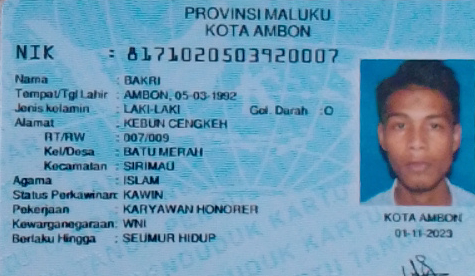 PROVINSI MALUKU
KOTA AMBON
NIK : 8171020503920007
Nama : BAKRI
Tempat/Tgl Lahir : AMBON, 05-03-1992
Jenis kelamin : LAKI-LAKI Gol. Darah : O
Alamat : KEBUN CENGKEH
RT/RW : 007/009
Kel/Desa : BATU MERAH
Kecamatan : SIRIMAU
Agama : ISLAM
Status Perkawinan: KAWIN
Pekerjaan : KARYAWAN HONORER
Kewarganegaraan: WNI
Berlaku Hingga : SEUMUR HIDUP
KOTA AMBON
01-11-2023